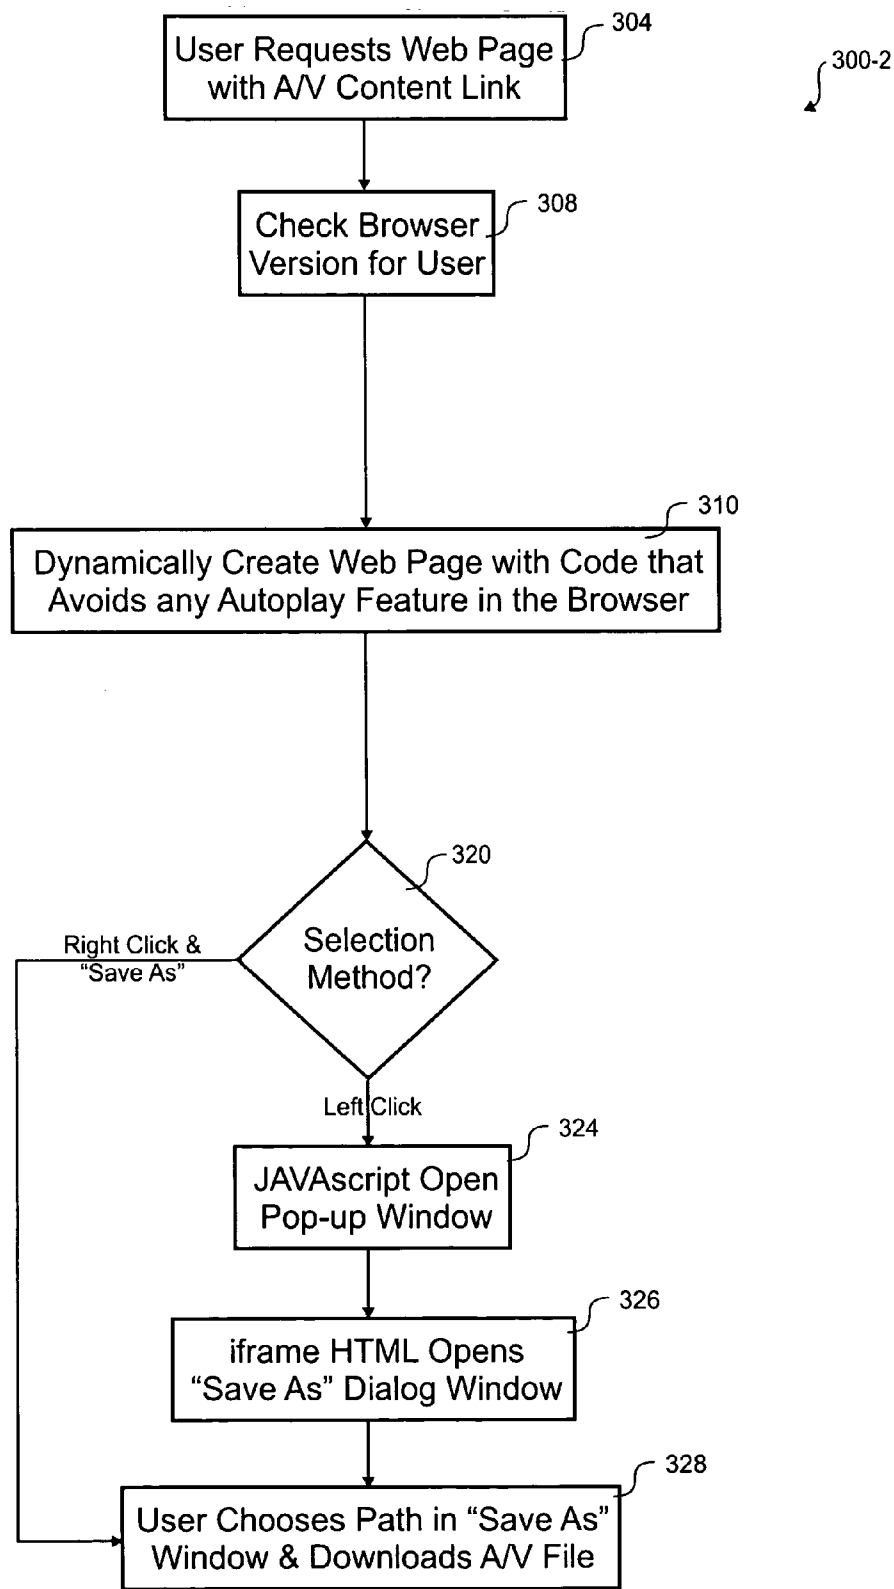 304
User Requests Web Page
with A/V Content Link
300-2
308
Check Browser
Version for User
310
Dynamically Create Web Page with Code that
Avoids any Autoplay Feature in the Browser
320
Right Click &
“Save As”
Selection
Method?
Left Click
324
JAVAscript Open
Pop-up Window
326
iframe HTML Opens
“Save As” Dialog Window
328
User Chooses Path in “Save As”
Window & Downloads A/V File